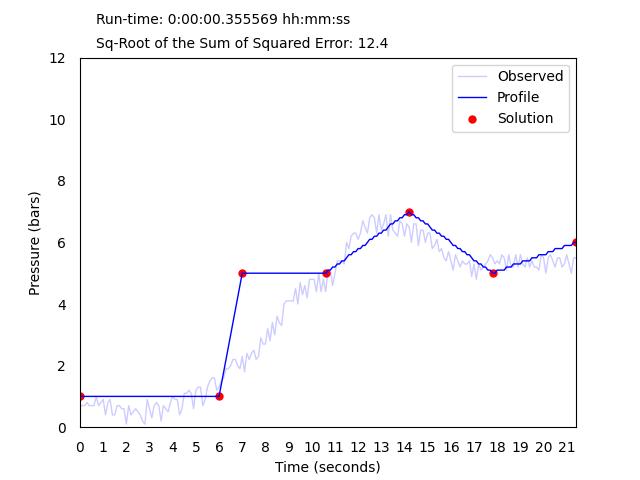 Run-time: 0:00:00.355569 hh:mm:ss
Sq-Root of the Sum of Squared Error: 12.4
12
10
8
6
4
2
0
Pressure (bars)
Observed
Profile
Solution
0 1 2 3 4 5 6 7 8 9 10 11 12 13 14 15 16 17 18 19 20 21
Time (seconds)